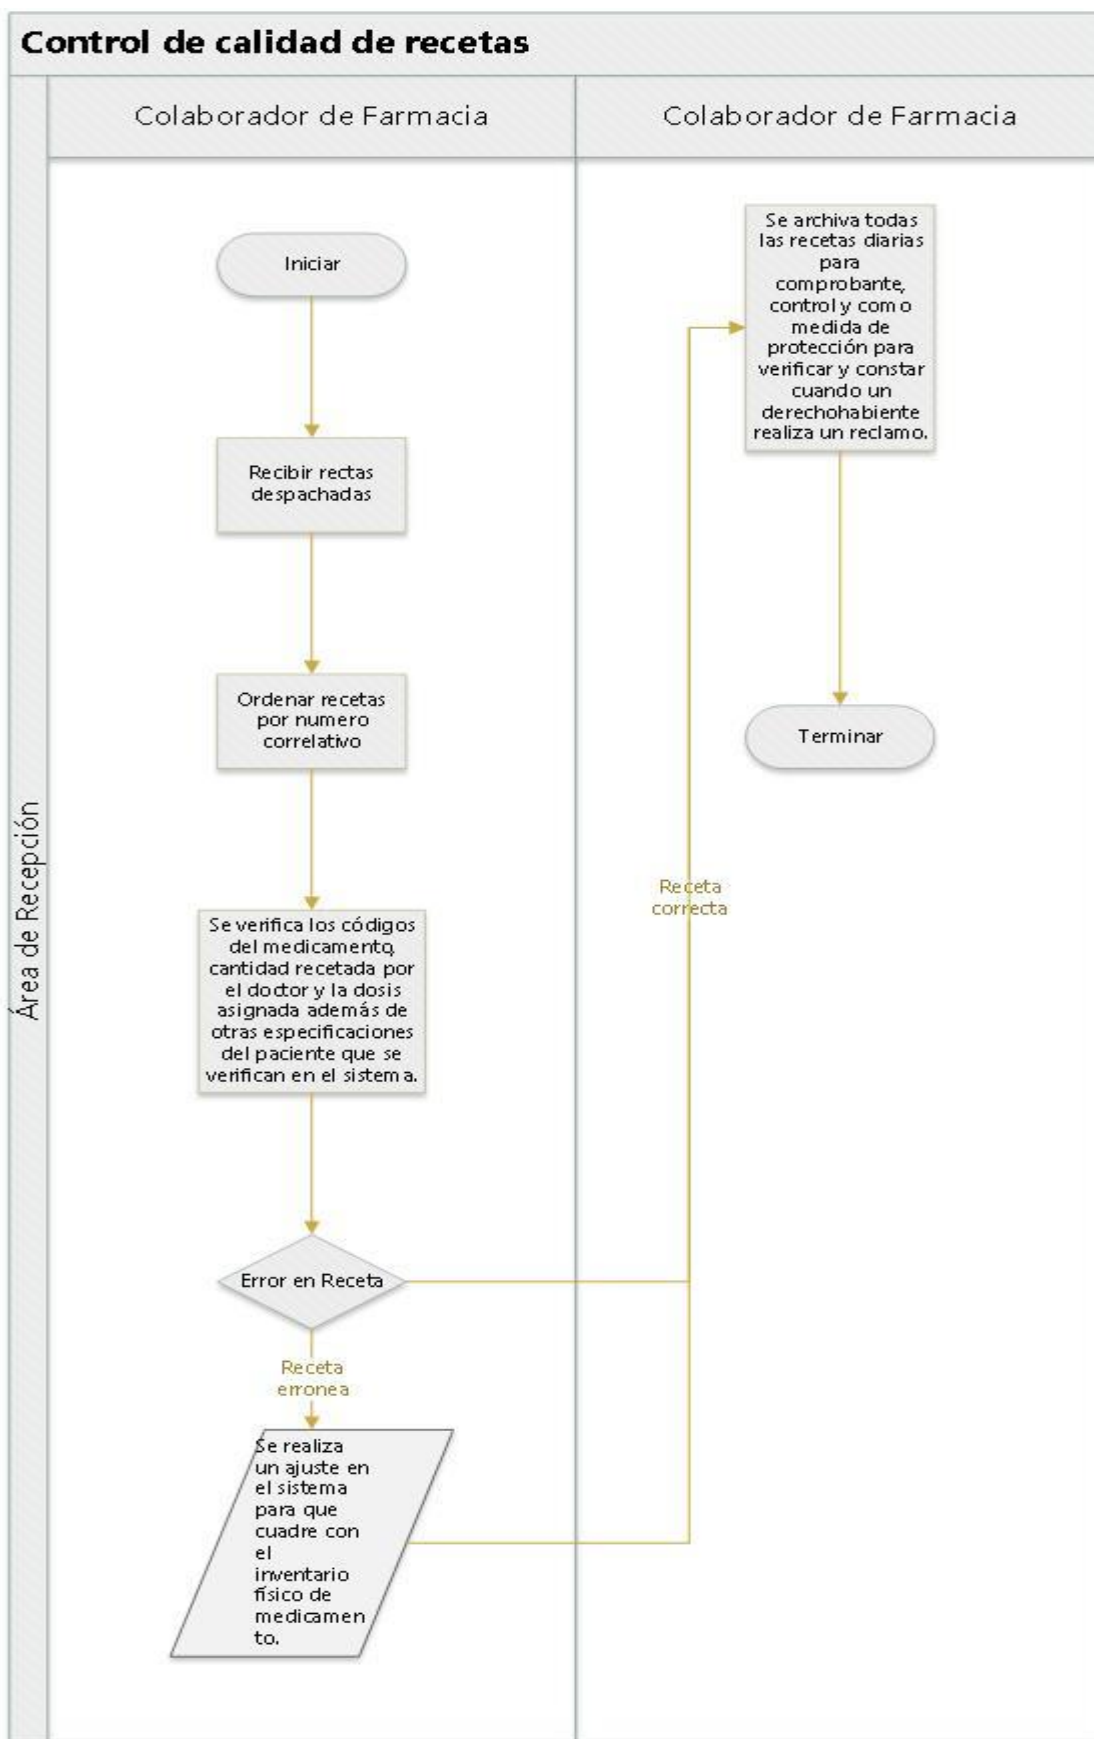 Control de calidad de recetas
Colaborador de Farmacia
Colaborador de Farmacia
Área de Recepción
Iniciar
Recibir rectas
despachadas
Ordenar recetas
por numero
correlativo
Se verifica los códigos
del medicamento,
cantidad recetada por
el doctor y la dosis
asignada además de
otras especificaciones
del paciente que se
verifican en el sistema.
Error en Receta
Receta
erronea
Se realiza
un ajuste en
el sistema
para que
cuadre con
el
inventario
físico de
medicamen
to.
Receta
correcta
Se archiva todas
las recetas diarias
para
comprobante,
control y como
medida de
protección para
verificar y constar
cuando un
derechohabiente
realiza un reclamo.
Terminar